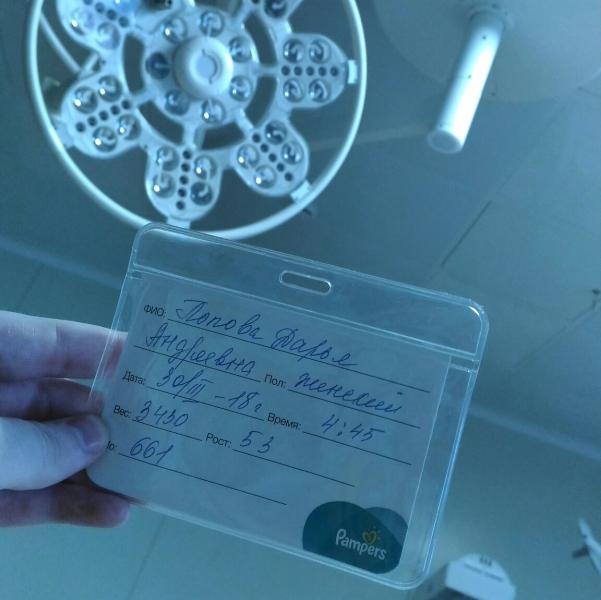 ФИО: Попова Дарья
Андреевна Пол: женский
Дата: 30/III -18г Время: 4:45
Вес: 3430 Рост: 53
661
Pampers